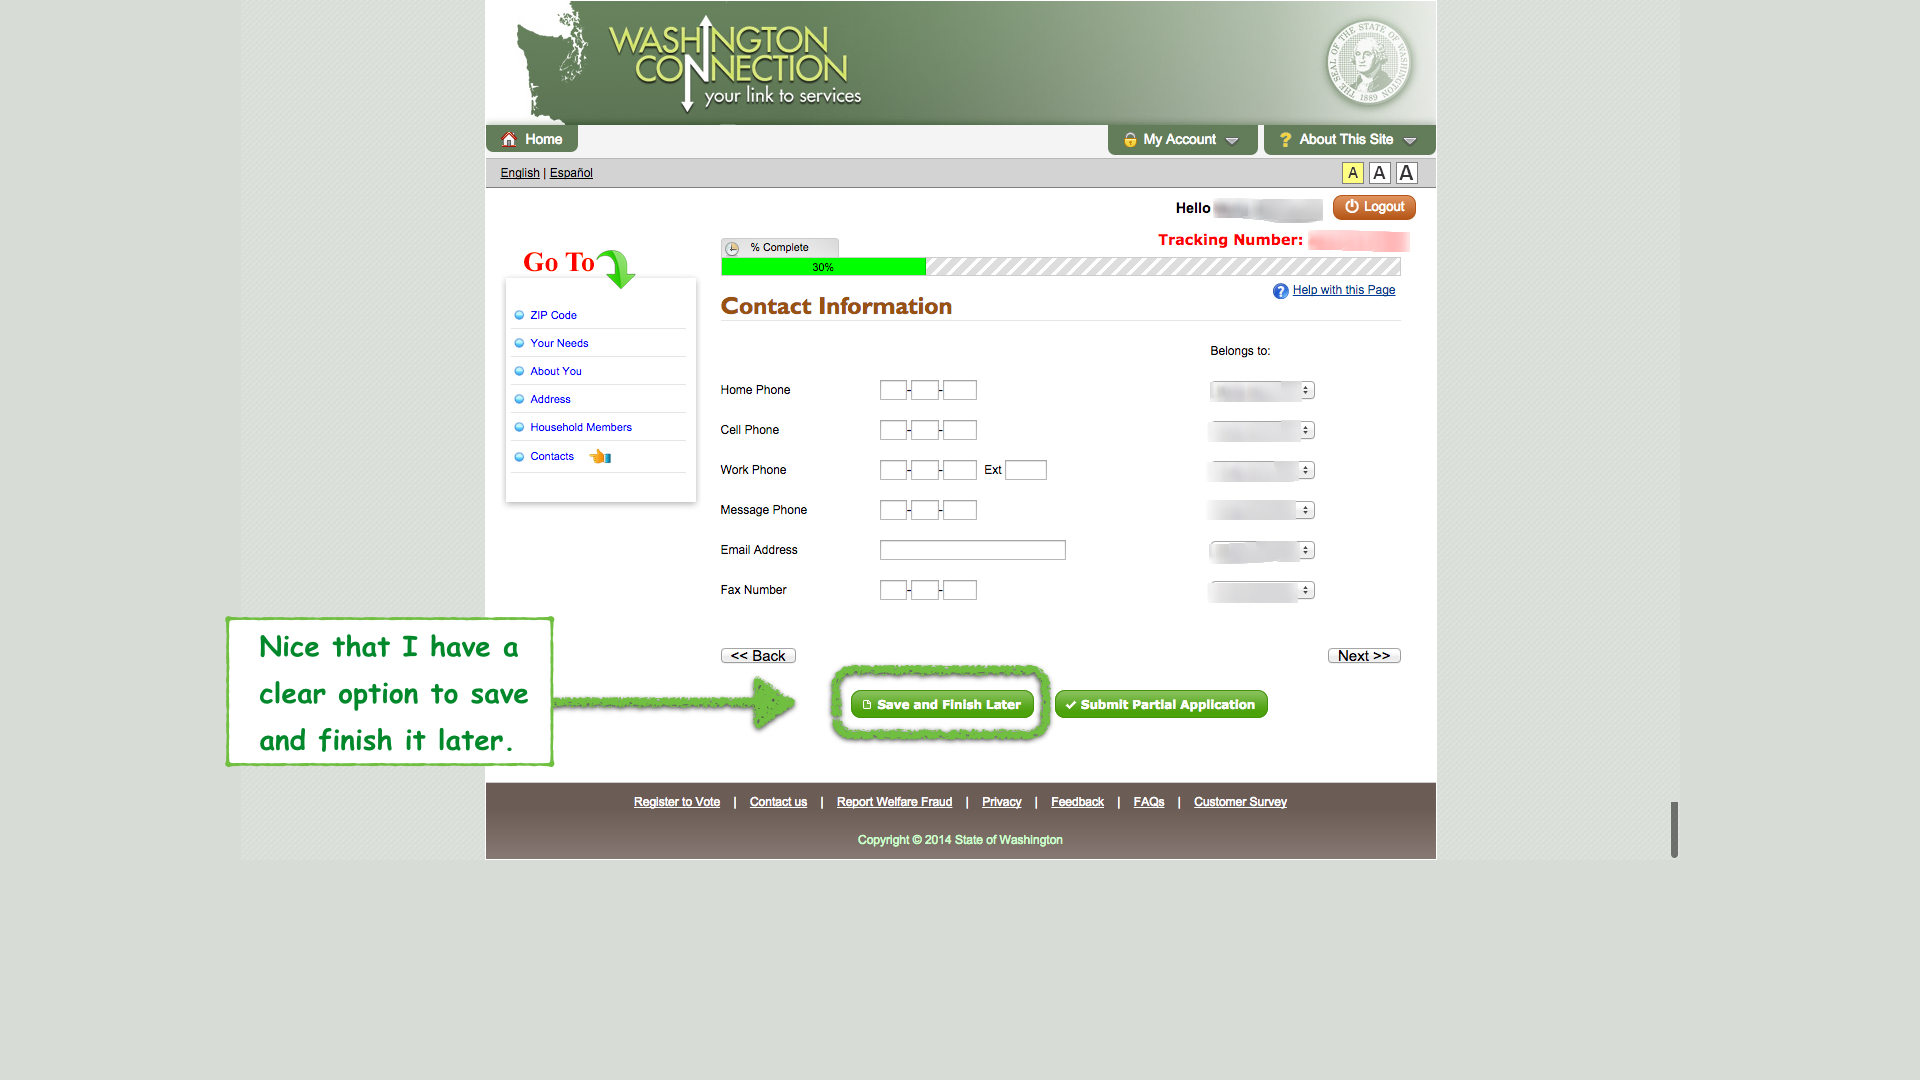 WASHINGTON
CONNECTION
your link to services
THE SEAL OF THE STATE OF WASHINGTON
1889
Home
My Account
? About This Site
English | Español
A A A
Hello
Logout
Tracking Number:
% Complete
30%
Go To
? Help with this Page
Contact Information
ZIP Code
Your Needs
About You
Address
Household Members
Contacts
Belongs to:
Home Phone - -
Cell Phone - -
Work Phone - - Ext
Message Phone - -
Email Address
Fax Number - -
<< Back
Next >>
Nice that I have a
clear option to save
and finish it later.
Save and Finish Later
Submit Partial Application
Register to Vote | Contact us | Report Welfare Fraud | Privacy | Feedback | FAQs | Customer Survey
Copyright © 2014 State of Washington